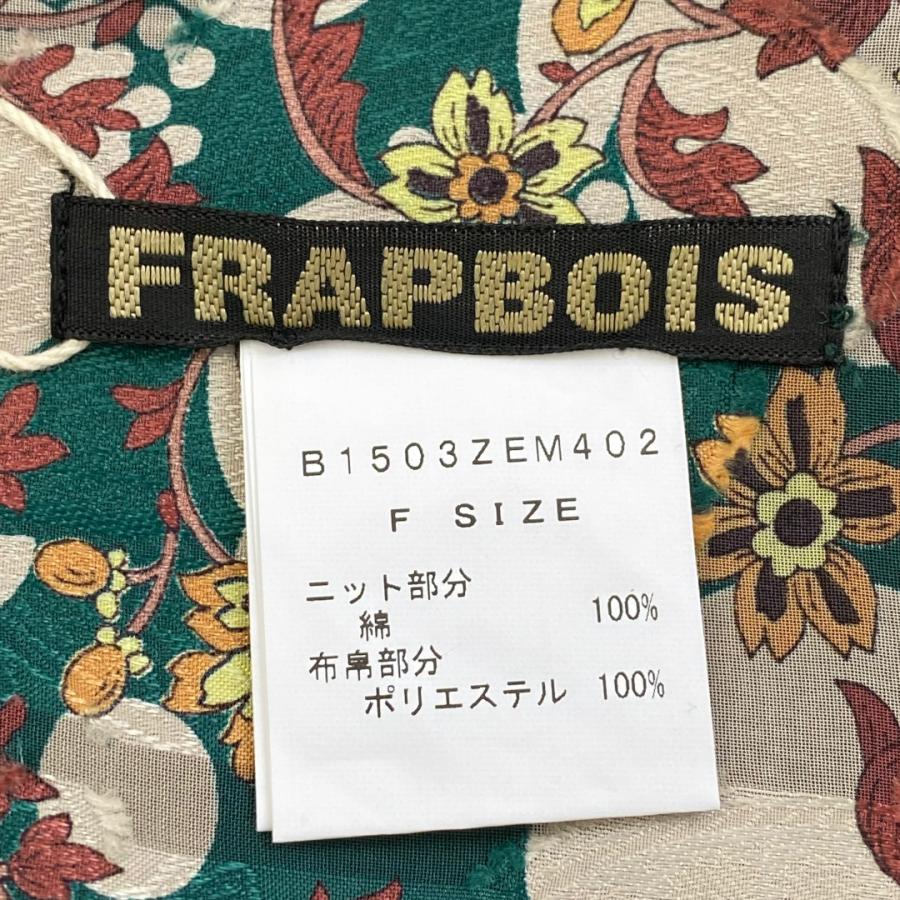 FRAPBOIS
B1503ZEM402
F SIZE
ニット部分
綿 100%
布帛部分
ポリエステル 100%